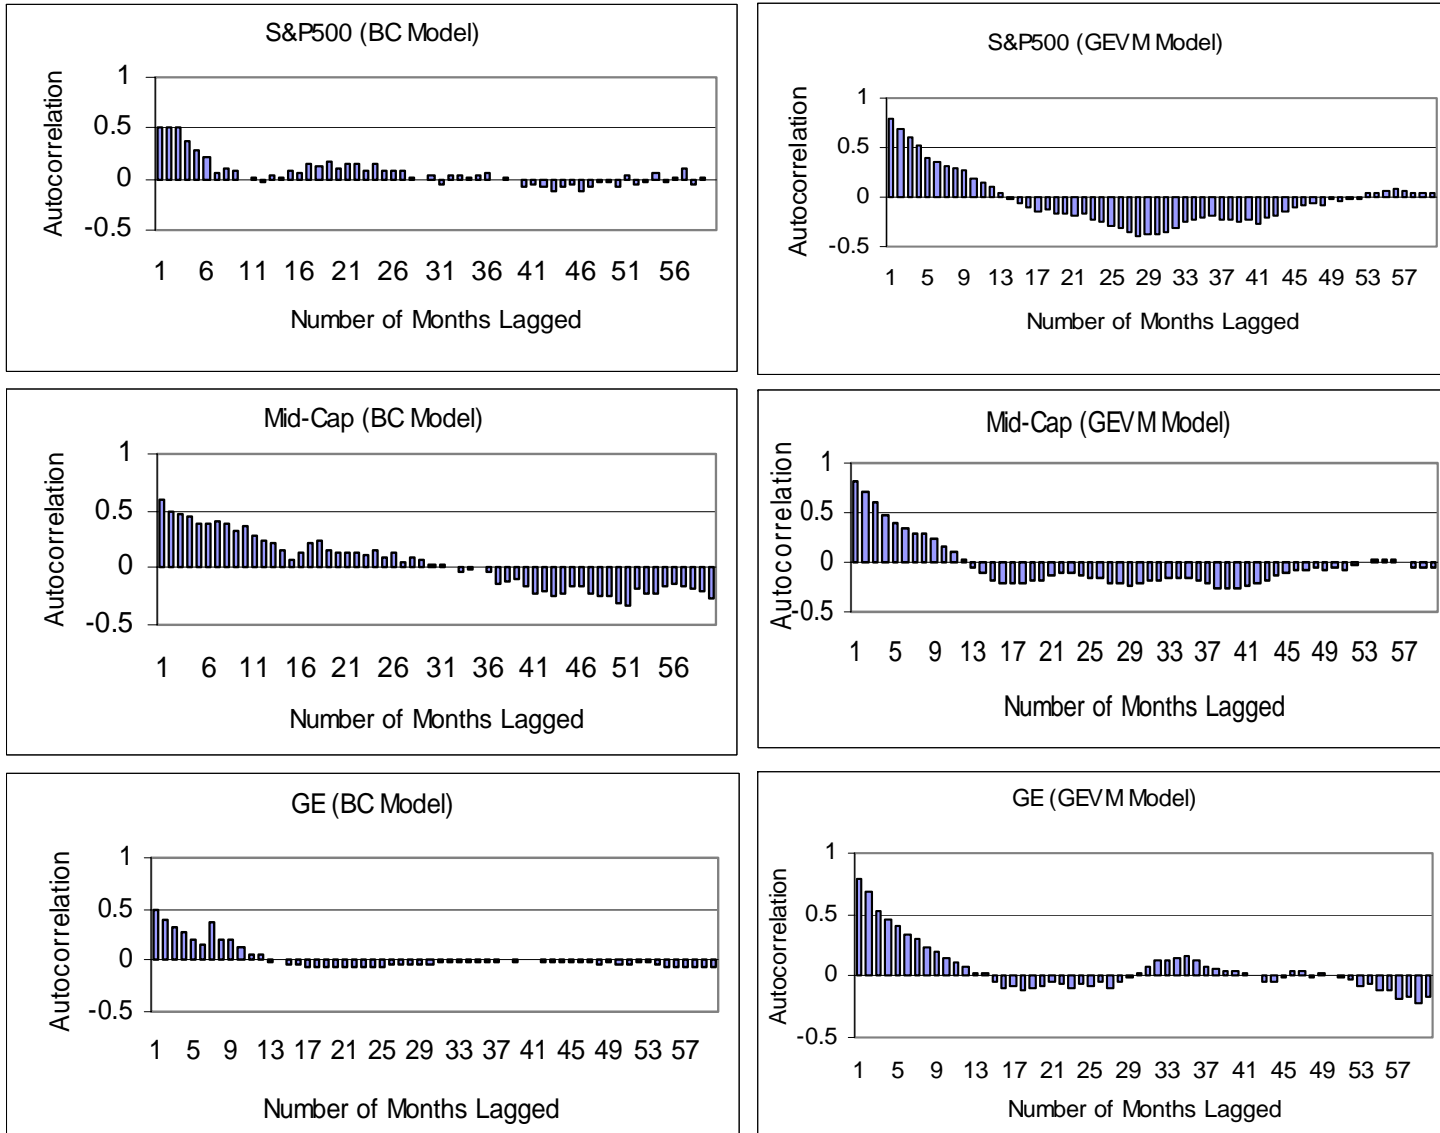 S&P500 (BC Model)
Autocorrelation
1
0.5
0
-0.5
1 6 11 16 21 26 31 36 41 46 51 56
Number of Months Lagged
S&P500 (GEVM Model)
Autocorrelation
1
0.5
0
-0.5
1 5 9 13 17 21 25 29 33 37 41 45 49 53 57
Number of Months Lagged
Mid-Cap (BC Model)
Autocorrelation
1
0.5
0
-0.5
1 6 11 16 21 26 31 36 41 46 51 56
Number of Months Lagged
Mid-Cap (GEVM Model)
Autocorrelation
1
0.5
0
-0.5
1 5 9 13 17 21 25 29 33 37 41 45 49 53 57
Number of Months Lagged
GE (BC Model)
Autocorrelation
1
0.5
0
-0.5
1 5 9 13 17 21 25 29 33 37 41 45 49 53 57
Number of Months Lagged
GE (GEVM Model)
Autocorrelation
1
0.5
0
-0.5
1 5 9 13 17 21 25 29 33 37 41 45 49 53 57
Number of Months Lagged